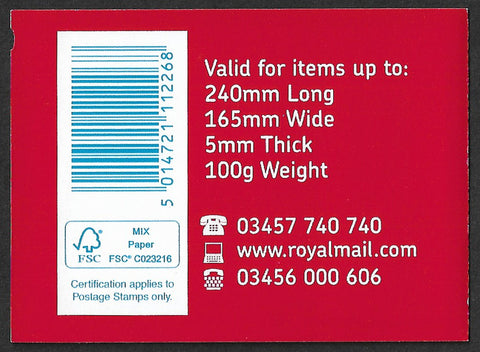 5 014721 112268
MIX
Paper
FSC
FSC® C023216
Certification applies to
Postage Stamps only.
Valid for items up to:
240mm Long
165mm Wide
5mm Thick
100g Weight
03457 740 740
www.royalmail.com
03456 000 606